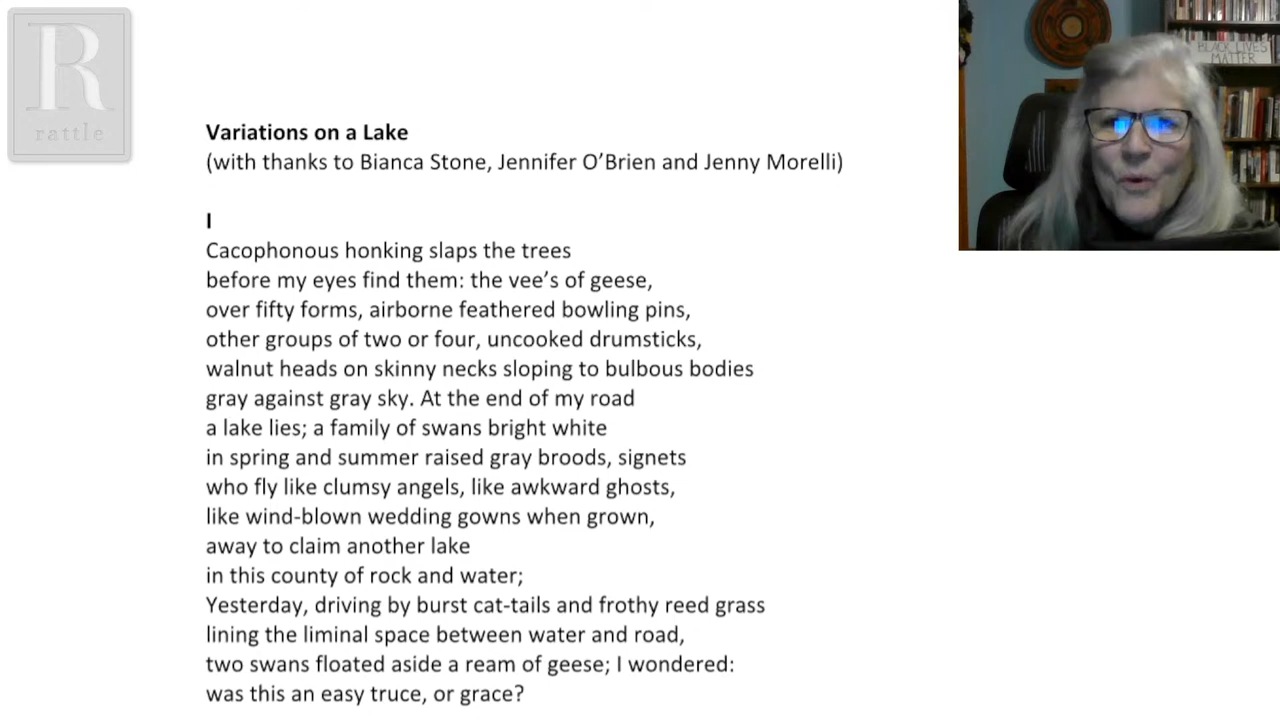 R
rattle
BLACK LIVES
MATTER
Variations on a Lake
(with thanks to Bianca Stone, Jennifer O’Brien and Jenny Morelli)
I
Cacophonous honking slaps the trees
before my eyes find them: the vee’s of geese,
over fifty forms, airborne feathered bowling pins,
other groups of two or four, uncooked drumsticks,
walnut heads on skinny necks sloping to bulbous bodies
gray against gray sky. At the end of my road
a lake lies; a family of swans bright white
in spring and summer raised gray broods, signets
who fly like clumsy angels, like awkward ghosts,
like wind-blown wedding gowns when grown,
away to claim another lake
in this county of rock and water;
Yesterday, driving by burst cat-tails and frothy reed grass
lining the liminal space between water and road,
two swans floated aside a ream of geese; I wondered:
was this an easy truce, or grace?